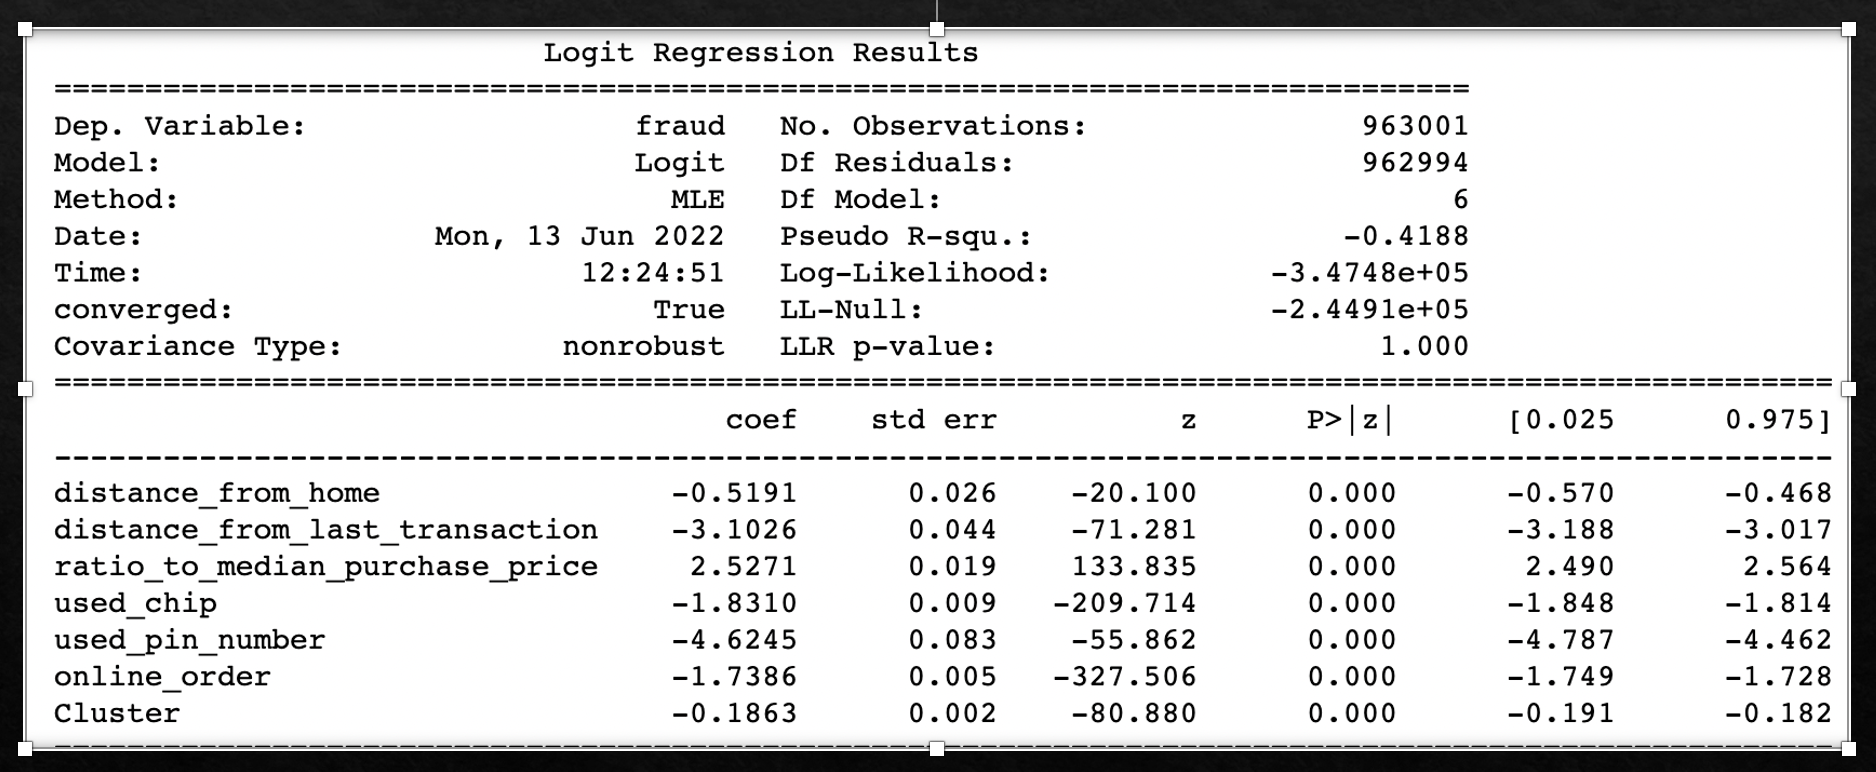 Logit Regression Results
==============================================================================
Dep. Variable: fraud No. Observations: 963001
Model: Logit Df Residuals: 962994
Method: MLE Df Model: 6
Date: Mon, 13 Jun 2022 Pseudo R-squ.: -0.4188
Time: 12:24:51 Log-Likelihood: -3.4748e+05
converged: True LL-Null: -2.4491e+05
Covariance Type: nonrobust LLR p-value: 1.000
==================================================================================================
coef std err z P>|z| [0.025 0.975]
--------------------------------------------------------------------------------------------------
distance_from_home -0.5191 0.026 -20.100 0.000 -0.570 -0.468
distance_from_last_transaction -3.1026 0.044 -71.281 0.000 -3.188 -3.017
ratio_to_median_purchase_price 2.5271 0.019 133.835 0.000 2.490 2.564
used_chip -1.8310 0.009 -209.714 0.000 -1.848 -1.814
used_pin_number -4.6245 0.083 -55.862 0.000 -4.787 -4.462
online_order -1.7386 0.005 -327.506 0.000 -1.749 -1.728
Cluster -0.1863 0.002 -80.880 0.000 -0.191 -0.182